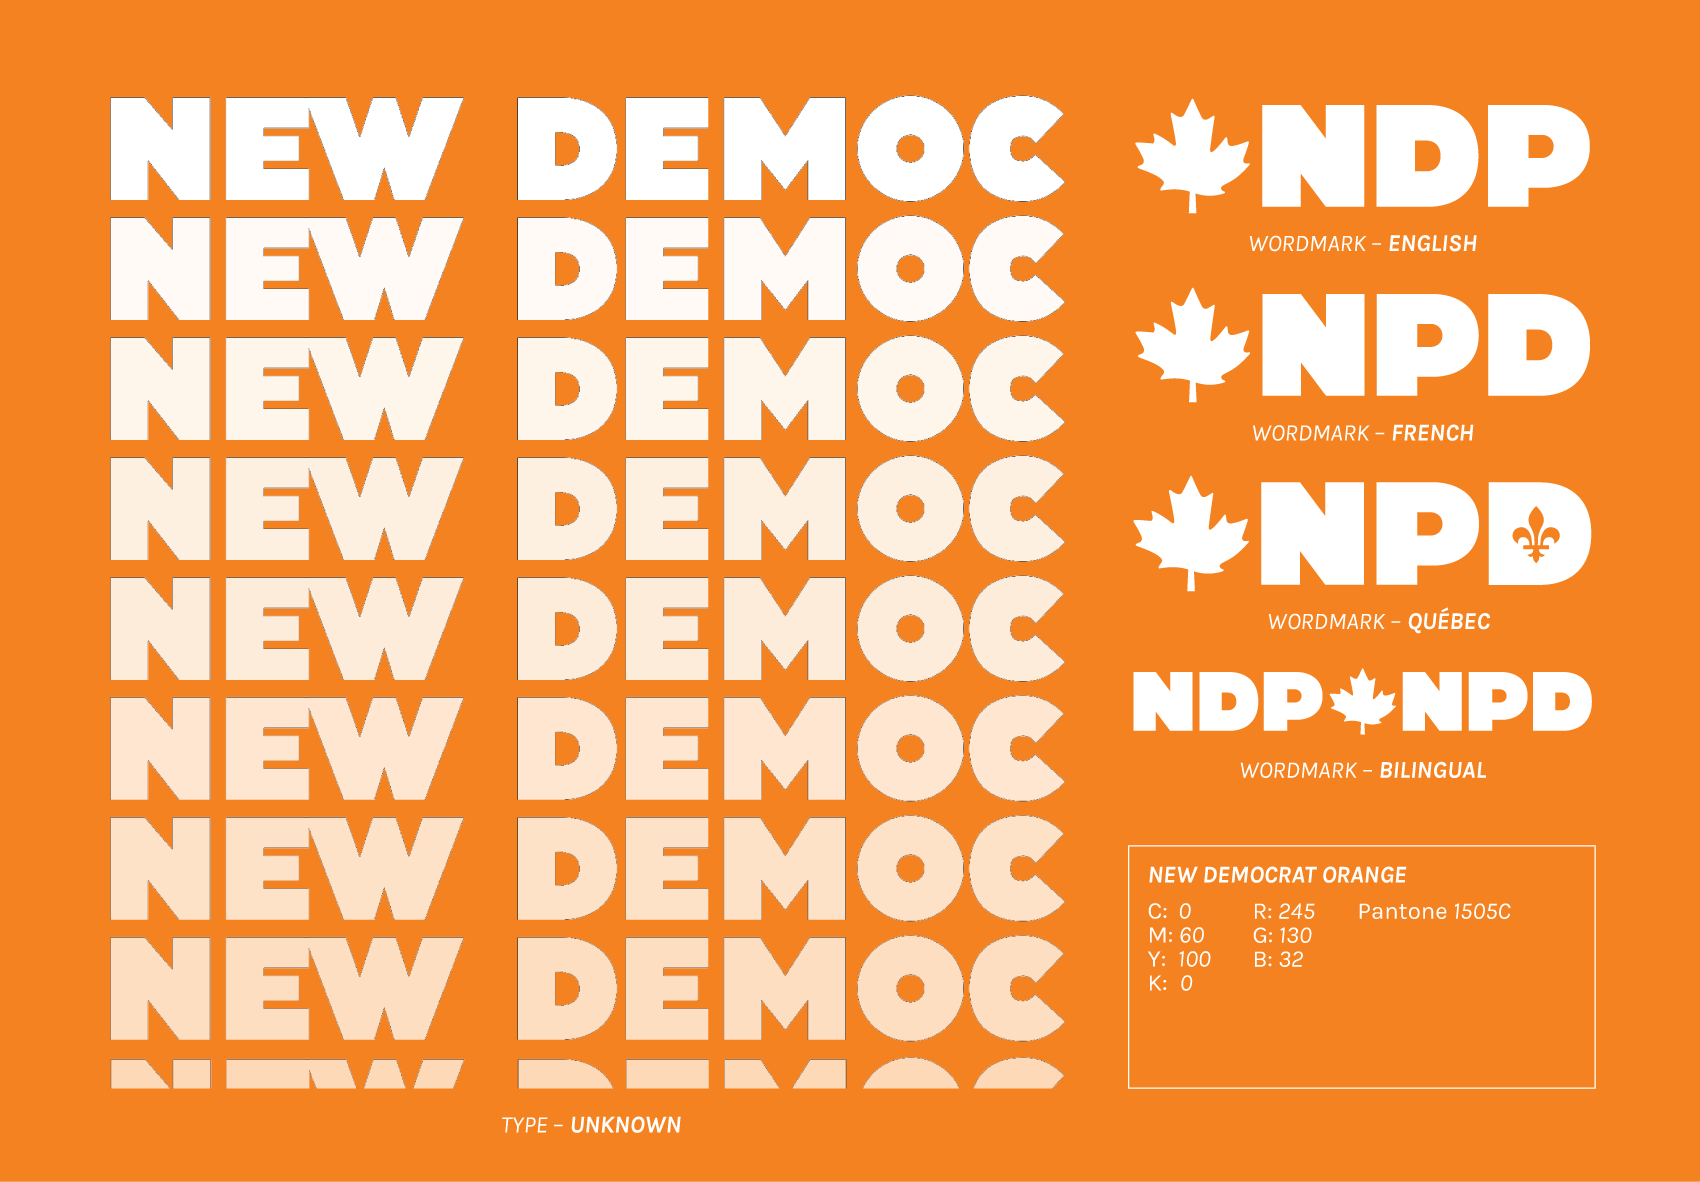 NEW DEMOC
NEW DEMOC
NEW DEMOC
NEW DEMOC
NEW DEMOC
NEW DEMOC
NEW DEMOC
NEW DEMOC
NEW DEMOC
TYPE – UNKNOWN
NDP
WORDMARK – ENGLISH
NPD
WORDMARK – FRENCH
NPD
WORDMARK – QUÉBEC
NDP NPD
WORDMARK – BILINGUAL
NEW DEMOCRAT ORANGE
C: 0 R: 245 Pantone 1505C
M: 60 G: 130
Y: 100 B: 32
K: 0